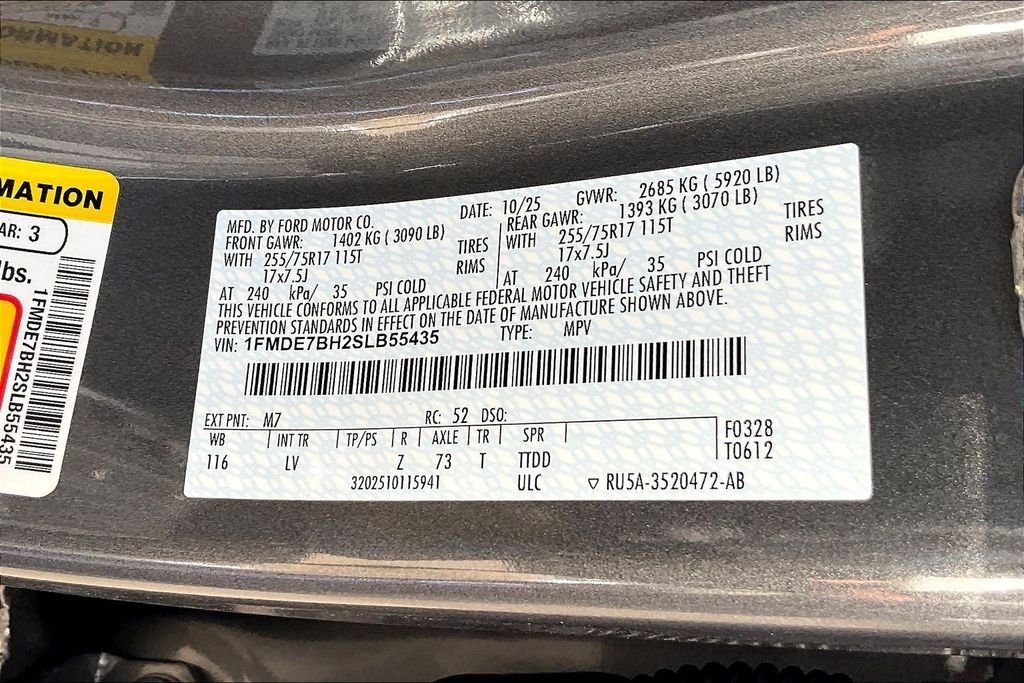 MATION
AR: 3
lbs.
1FMDE7BH2SLB55435
MFD. BY FORD MOTOR CO.
DATE: 10/25 GVWR: 2685 KG ( 5920 LB)
FRONT GAWR: 1402 KG ( 3090 LB)
WITH 255/75R17 115T TIRES
17x7.5J RIMS
AT 240 kPa/ 35 PSI COLD
REAR GAWR: 1393 KG ( 3070 LB)
WITH 255/75R17 115T TIRES
17x7.5J RIMS
AT 240 kPa/ 35 PSI COLD
THIS VEHICLE CONFORMS TO ALL APPLICABLE FEDERAL MOTOR VEHICLE SAFETY AND THEFT
PREVENTION STANDARDS IN EFFECT ON THE DATE OF MANUFACTURE SHOWN ABOVE.
VIN: 1FMDE7BH2SLB55435 TYPE: MPV
EXT PNT: M7 RC: 52 DSO:
WB INT TR TP/PS R AXLE TR SPR
116 LV Z 73 T TTDD
F0328
T0612
3202510115941 ULC ▽ RU5A-3520472-AB